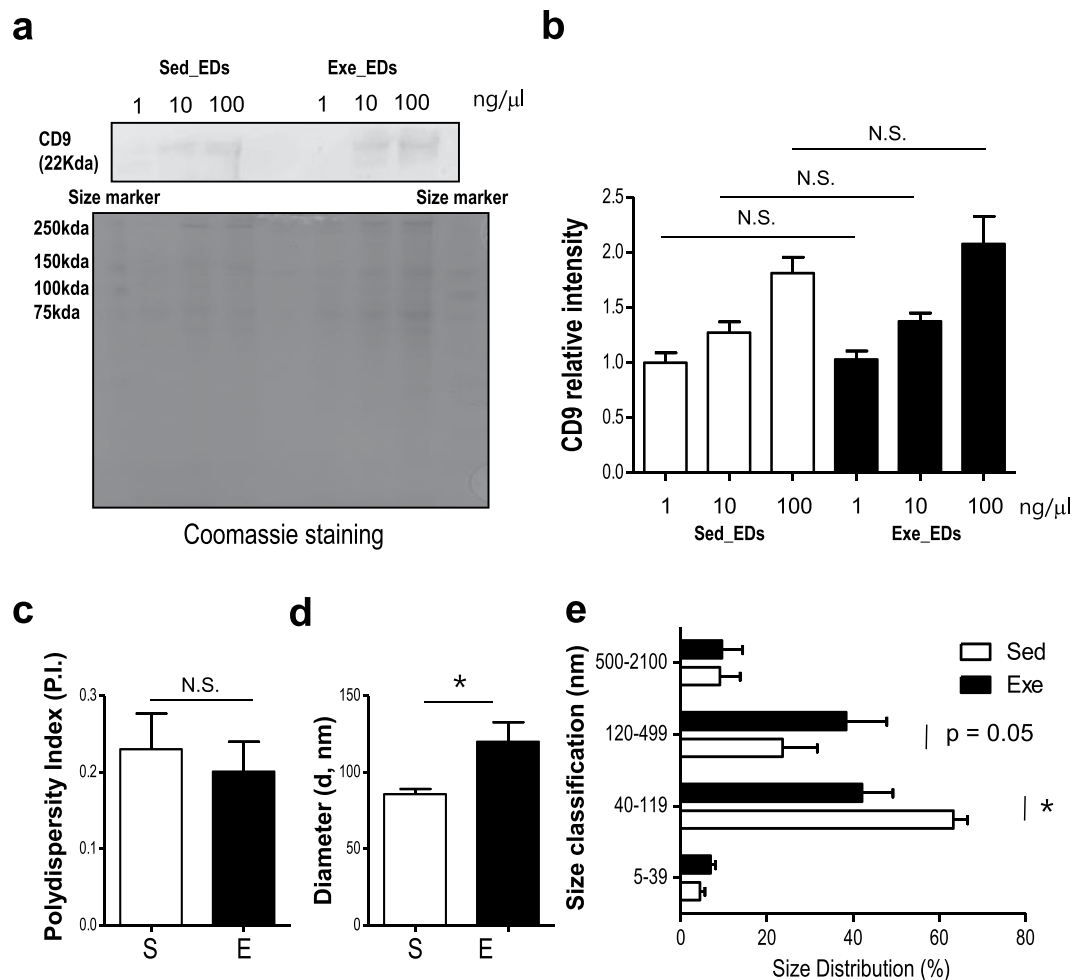 a
Sed_EDs Exe_EDs
1 10 100 1 10 100 ng/µl
CD9
(22Kda)
Size marker Size marker
250kda
150kda
100kda
75kda
Coomassie staining
b
N.S.
N.S.
N.S.
CD9 relative intensity
2.5
2.0
1.5
1.0
0.5
0.0
1 10 100 1 10 100 ng/µl
Sed_EDs Exe_EDs
c
Polydispersity Index (P.I.)
N.S.
0.3
0.2
0.1
0.0
S E
d
Diameter (d, nm)
*
150
100
50
0
S E
e
Size classification (nm)
Sed
Exe
500-2100
120-499
p = 0.05
40-119
*
5-39
0 20 40 60 80
Size Distribution (%)